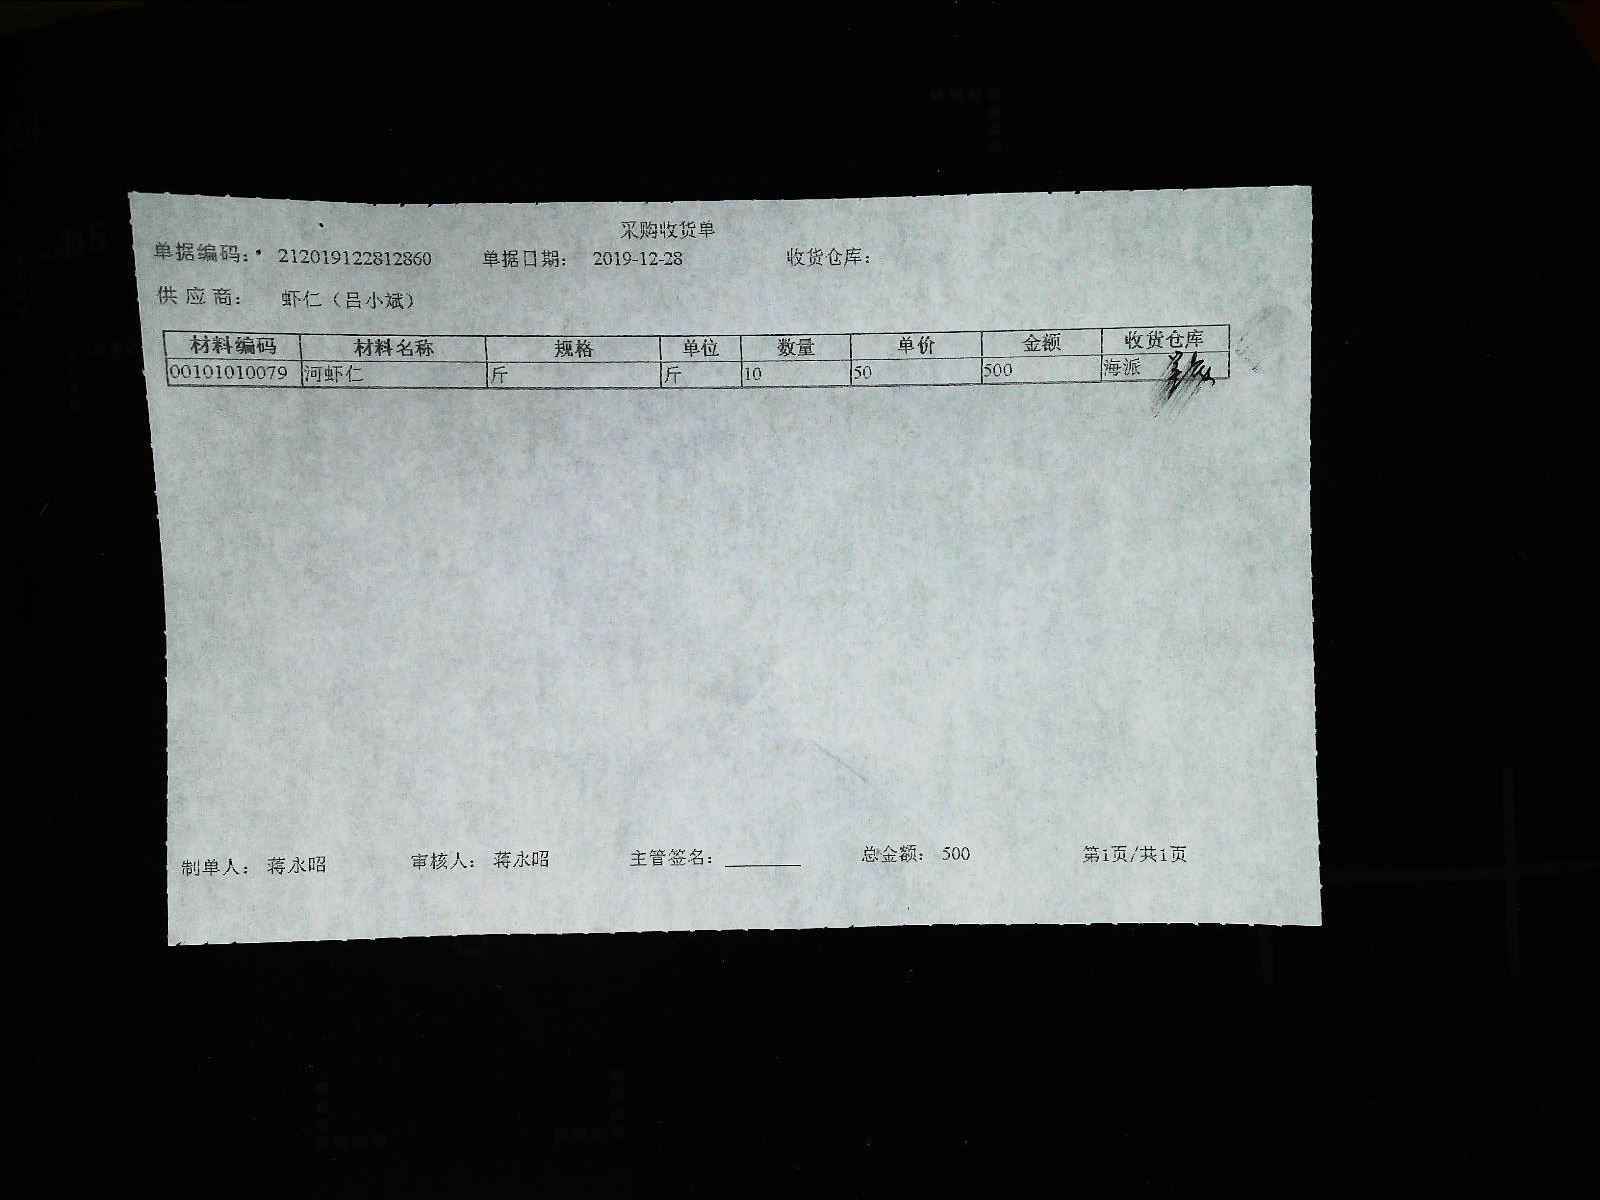 采购收货单
单据编码： 212019122812860 单据日期： 2019-12-28 收货仓库：
供 应 商： 虾仁（吕小斌）
材料编码 材料名称 规格 单位 数量 单价 金额 收货仓库
00101010079 河虾仁 斤 斤 10 50 500 海派
制单人： 蒋永昭 审核人： 蒋永昭 主管签名： 总金额： 500 第1页/共1页